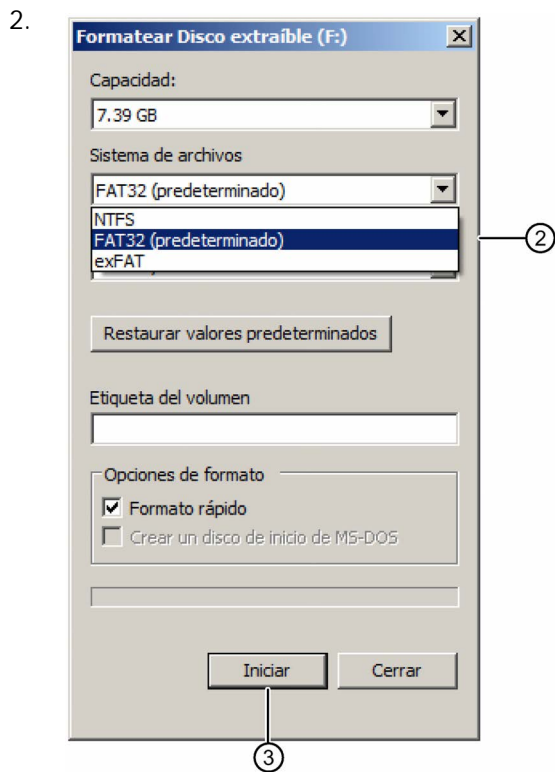 2.
Formatear Disco extraíble (F:)
Capacidad:
7.39 GB
Sistema de archivos
FAT32 (predeterminado)
NTFS
FAT32 (predeterminado)
exFAT
2
Restaurar valores predeterminados
Etiqueta del volumen
Opciones de formato
Formato rápido
Crear un disco de inicio de MS-DOS
Iniciar Cerrar
3